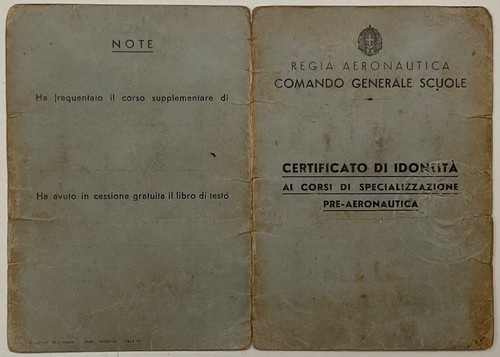 NOTE
Ha frequentato il corso supplementare di
Ha avuto in cessione gratuita il libro di testo
REGIA AERONAUTICA
COMANDO GENERALE SCUOLE
CERTIFICATO DI IDONEITÀ
AI CORSI DI SPECIALIZZAZIONE
PRE-AERONAUTICA